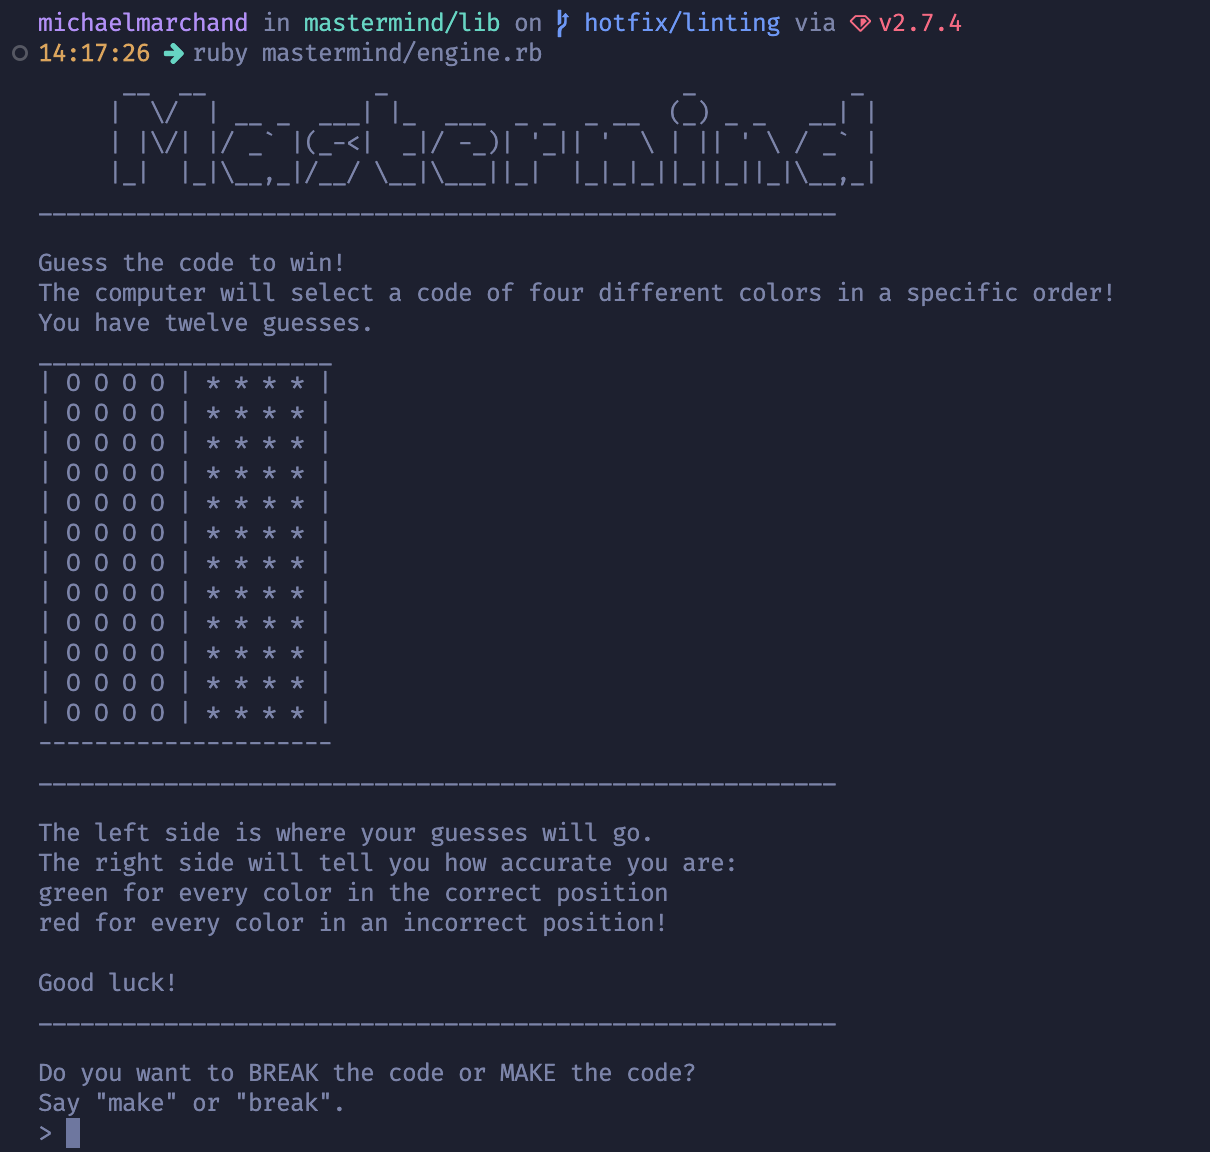 michaelmarchand in mastermind/lib on hotfix/linting via v2.7.4
14:17:26 ➜ ruby mastermind/engine.rb
Mastermind
Guess the code to win!
The computer will select a code of four different colors in a specific order!
You have twelve guesses.
| O O O O | * * * * |
| O O O O | * * * * |
| O O O O | * * * * |
| O O O O | * * * * |
| O O O O | * * * * |
| O O O O | * * * * |
| O O O O | * * * * |
| O O O O | * * * * |
| O O O O | * * * * |
| O O O O | * * * * |
| O O O O | * * * * |
| O O O O | * * * * |
The left side is where your guesses will go.
The right side will tell you how accurate you are:
green for every color in the correct position
red for every color in an incorrect position!
Good luck!
Do you want to BREAK the code or MAKE the code?
Say "make" or "break".
>